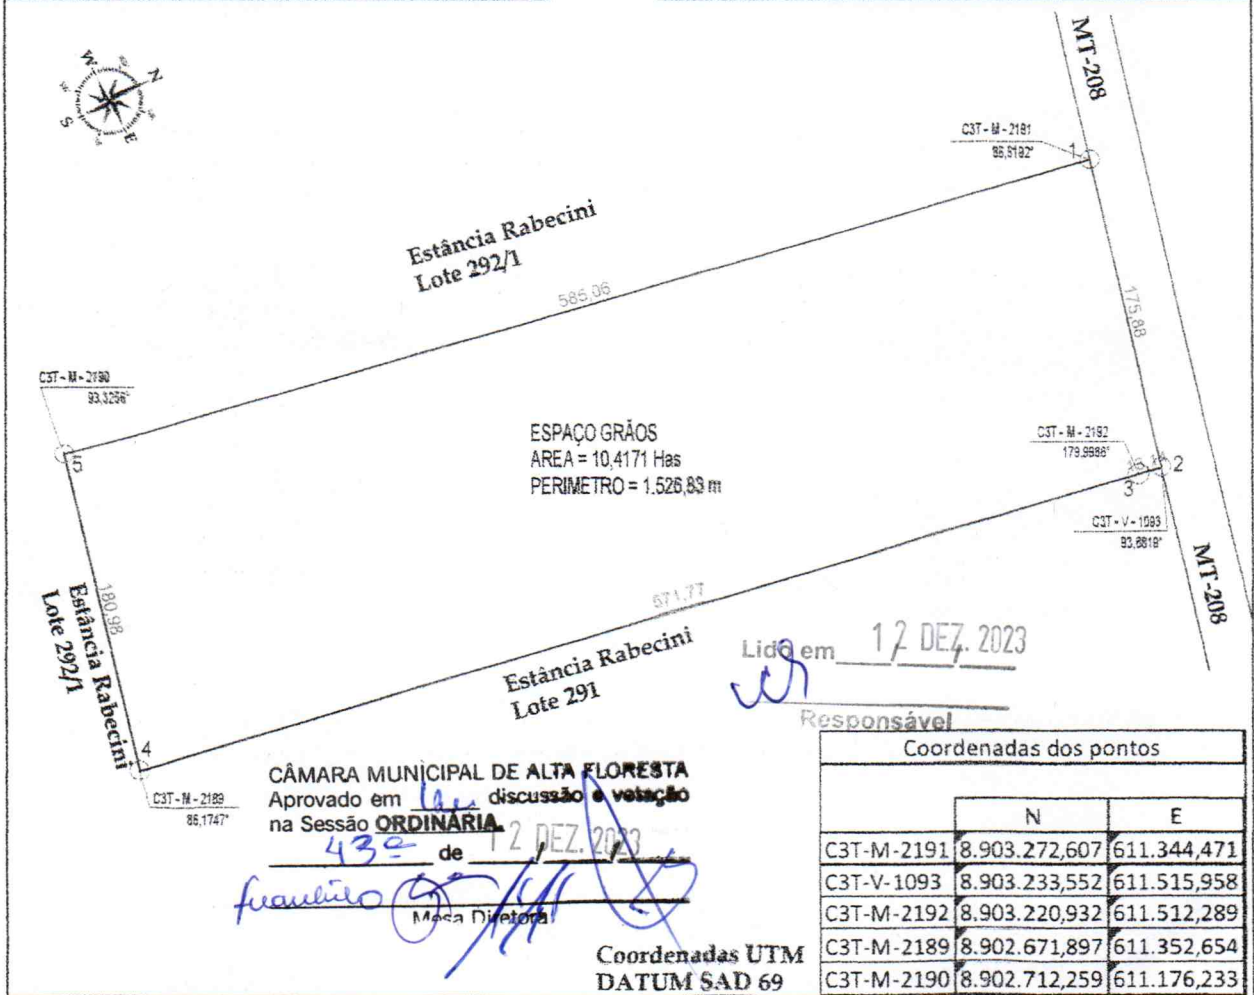 MT-208
W
N
S
E
C3T-M-2191
86,8192°
1
Estância Rabecini
Lote 292/1
585,06
175,88
C3T-M-2190
93,3256°
5
ESPAÇO GRÃOS
AREA = 10,4171 Has
PERIMETRO = 1.526,83 m
C3T-M-2192
179,9986°
2
3
C3T-V-1093
93,6819°
MT-208
180,98
Estância Rabecini
Lote 292/1
571,77
Estância Rabecini
Lote 291
Lido em 12 DEZ. 2023
Responsável
4
C3T-M-2189
86,1747°
CÂMARA MUNICIPAL DE ALTA FLORESTA
Aprovado em discussão e votação
na Sessão ORDINÁRIA.
43ª de 12 DEZ. 2023
Mesa Diretora
Coordenadas UTM
DATUM SAD 69
Coordenadas dos pontos
N E
C3T-M-2191 8.903.272,607 611.344,471
C3T-V-1093 8.903.233,552 611.515,958
C3T-M-2192 8.903.220,932 611.512,289
C3T-M-2189 8.902.671,897 611.352,654
C3T-M-2190 8.902.712,259 611.176,233